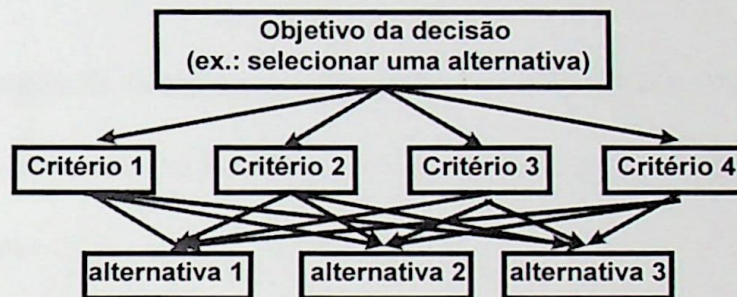 Objetivo da decisão
(ex.: selecionar uma alternativa)
Critério 1 Critério 2 Critério 3 Critério 4
alternativa 1 alternativa 2 alternativa 3